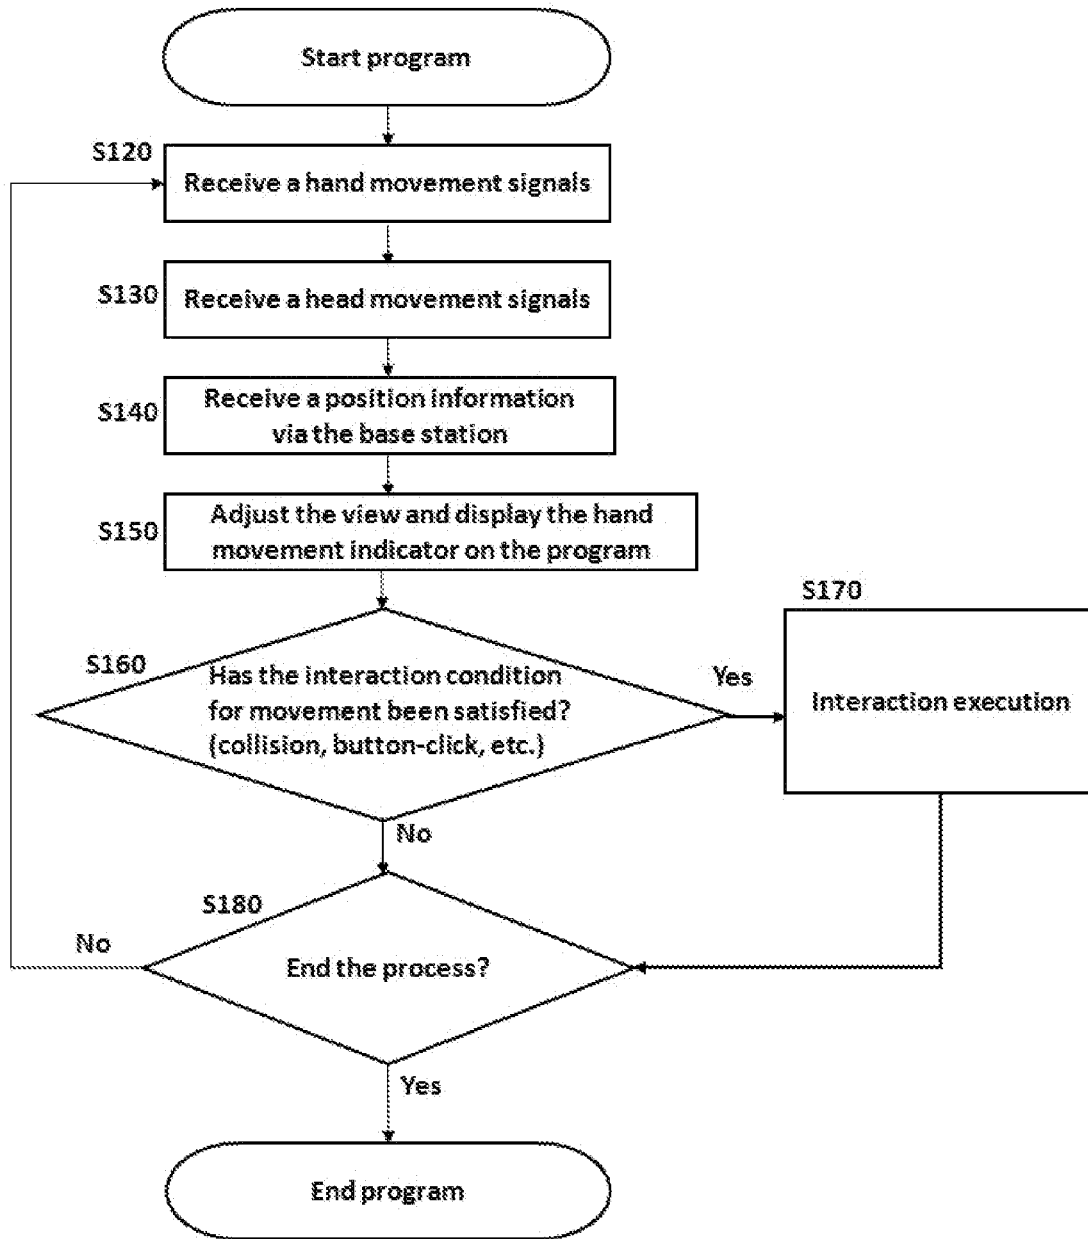 Start program
S120
Receive a hand movement signals
S130
Receive a head movement signals
S140
Receive a position information
via the base station
S150
Adjust the view and display the hand
movement indicator on the program
S160
Has the interaction condition
for movement been satisfied?
(collision, button-click, etc.)
Yes
S170
Interaction execution
No
S180
End the process?
No
Yes
End program